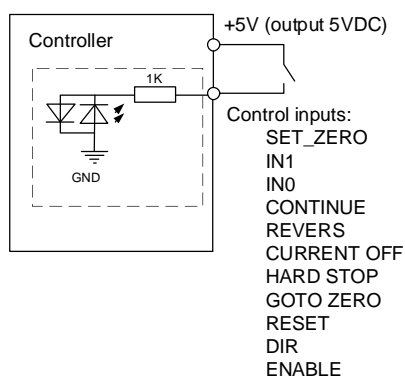 +5V (output 5VDC)
Controller
1K
GND
Control inputs:
SET_ZERO
IN1
IN0
CONTINUE
REVERS
CURRENT OFF
HARD STOP
GOTO ZERO
RESET
DIR
ENABLE